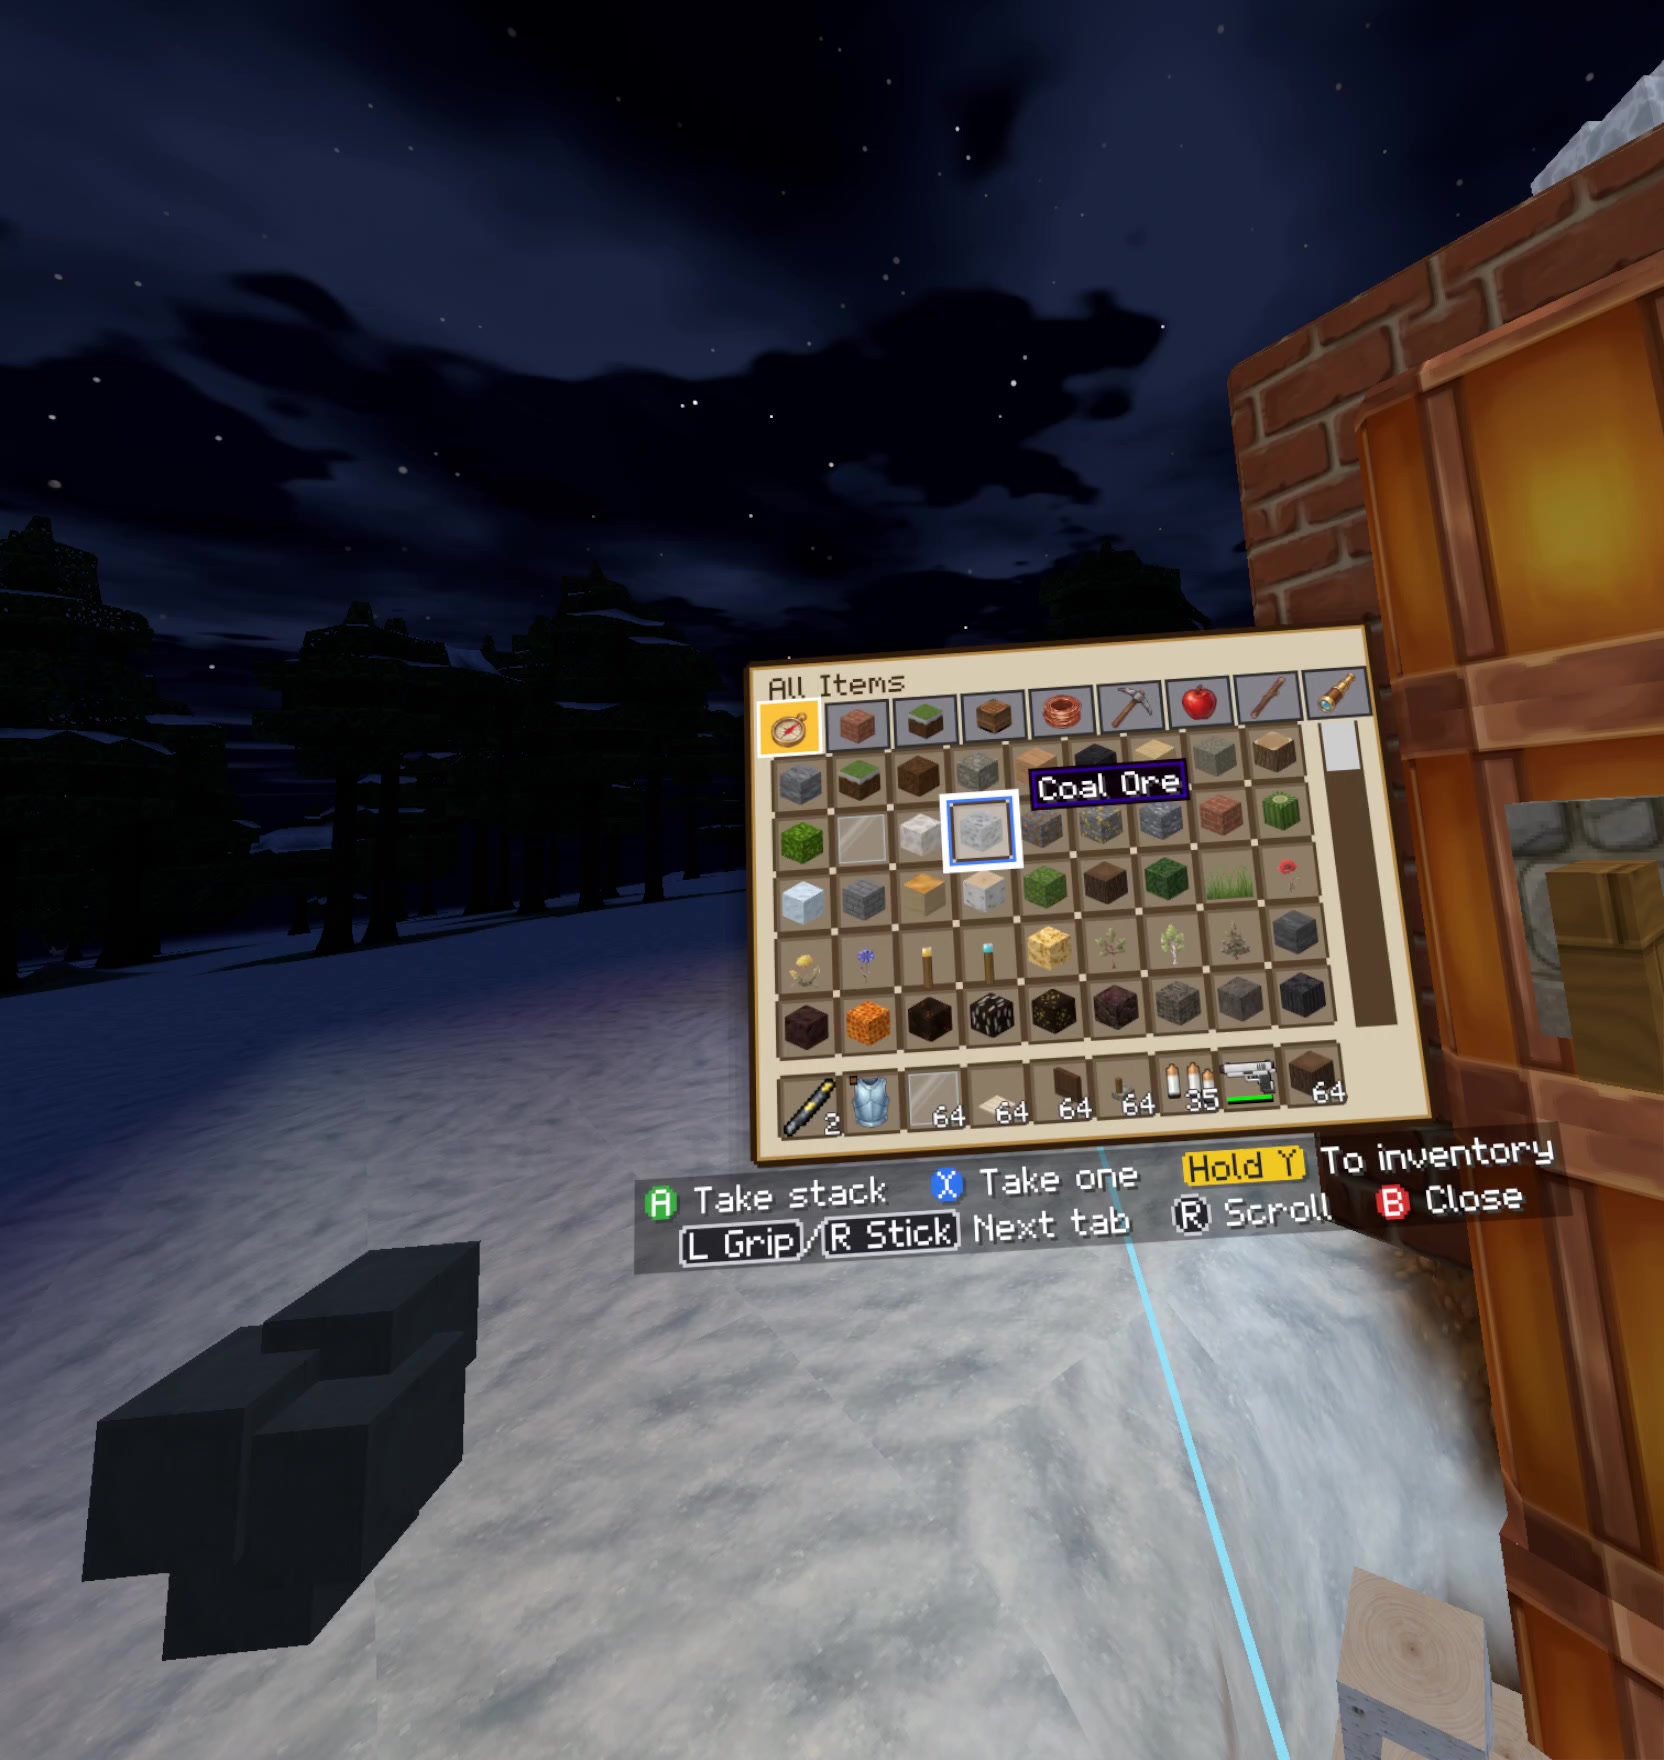 All Items
Coal Ore
2 64 64 64 64 35 64
A Take stack X Take one Hold Y To inventory
L Grip/R Stick Next tab R Scroll B Close